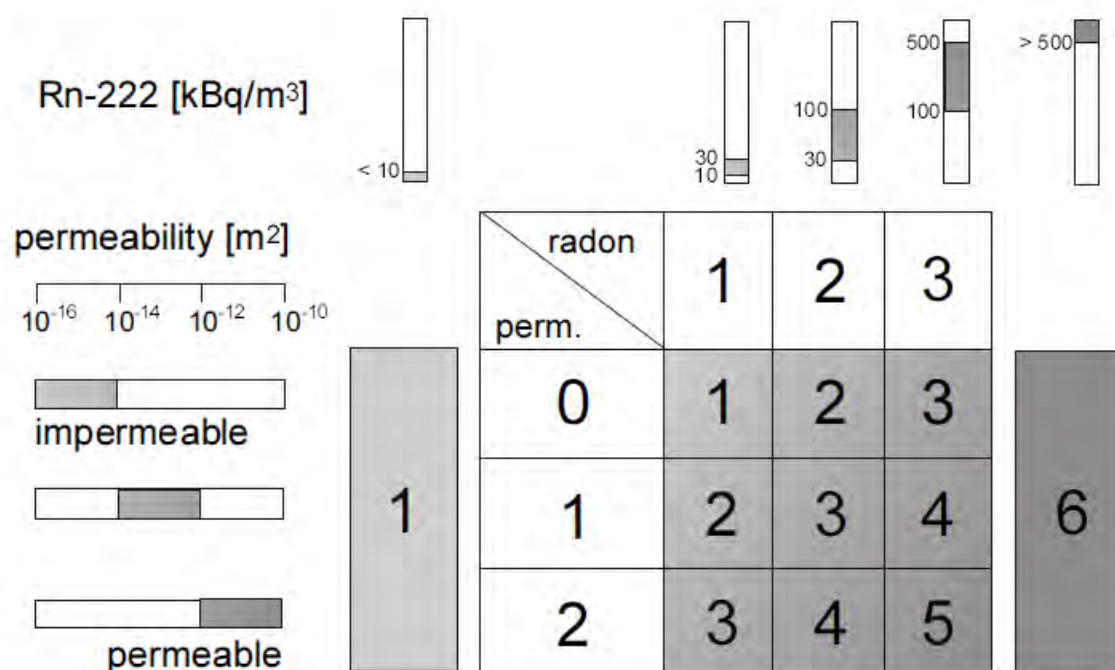 500
> 500
Rn-222 [kBq/m³]
100
100
30
30
< 10
10
permeability [m²]
radon
1 2 3
10⁻¹⁶ 10⁻¹⁴ 10⁻¹² 10⁻¹⁰
perm.
0 1 2 3
impermeable
1 1 2 3 4 6
2 3 4 5
permeable